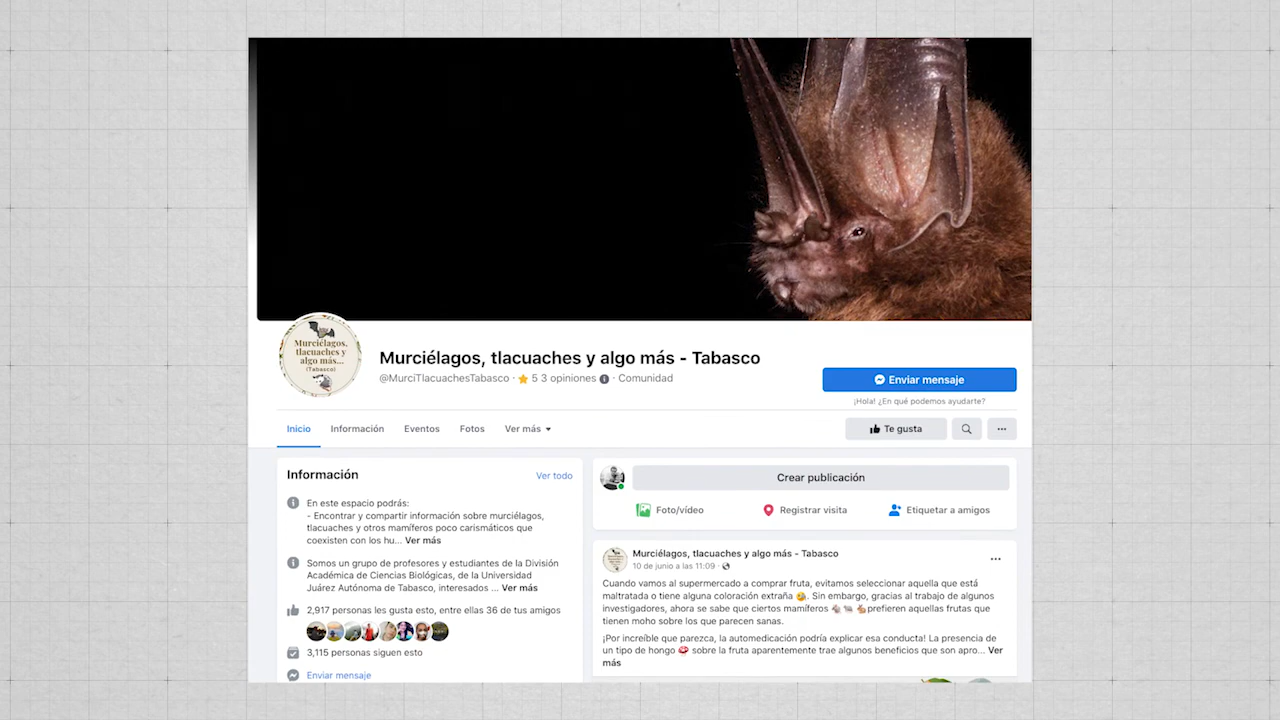 Murciélagos,
tlacuaches y
algo más...
(Tabasco)
Murciélagos, tlacuaches y algo más - Tabasco
@MurciTlacuachesTabasco · 5 3 opiniones · Comunidad
Enviar mensaje
¡Hola! ¿En qué podemos ayudarte?
Inicio Información Eventos Fotos Ver más
Te gusta
Información
Ver todo
En este espacio podrás:
- Encontrar y compartir información sobre murciélagos,
tlacuaches y otros mamíferos poco carismáticos que
coexisten con los hu... Ver más
Somos un grupo de profesores y estudiantes de la División
Académica de Ciencias Biológicas, de la Universidad
Juárez Autónoma de Tabasco, interesados ... Ver más
2,917 personas les gusta esto, entre ellas 36 de tus amigos
3,115 personas siguen esto
Enviar mensaje
Crear publicación
Foto/vídeo Registrar visita Etiquetar a amigos
Murciélagos, tlacuaches y algo más - Tabasco
10 de junio a las 11:09 ·
Cuando vamos al supermercado a comprar fruta, evitamos seleccionar aquella que está
maltratada o tiene alguna coloración extraña 🤮. Sin embargo, gracias al trabajo de algunos
investigadores, ahora se sabe que ciertos mamíferos 🐒🦇🐿️prefieren aquellas frutas que
tienen moho sobre los que parecen sanas.
¡Por increíble que parezca, la automedicación podría explicar esa conducta! La presencia de
un tipo de hongo 🍄 sobre la fruta aparentemente trae algunos beneficios que son apro... Ver
más